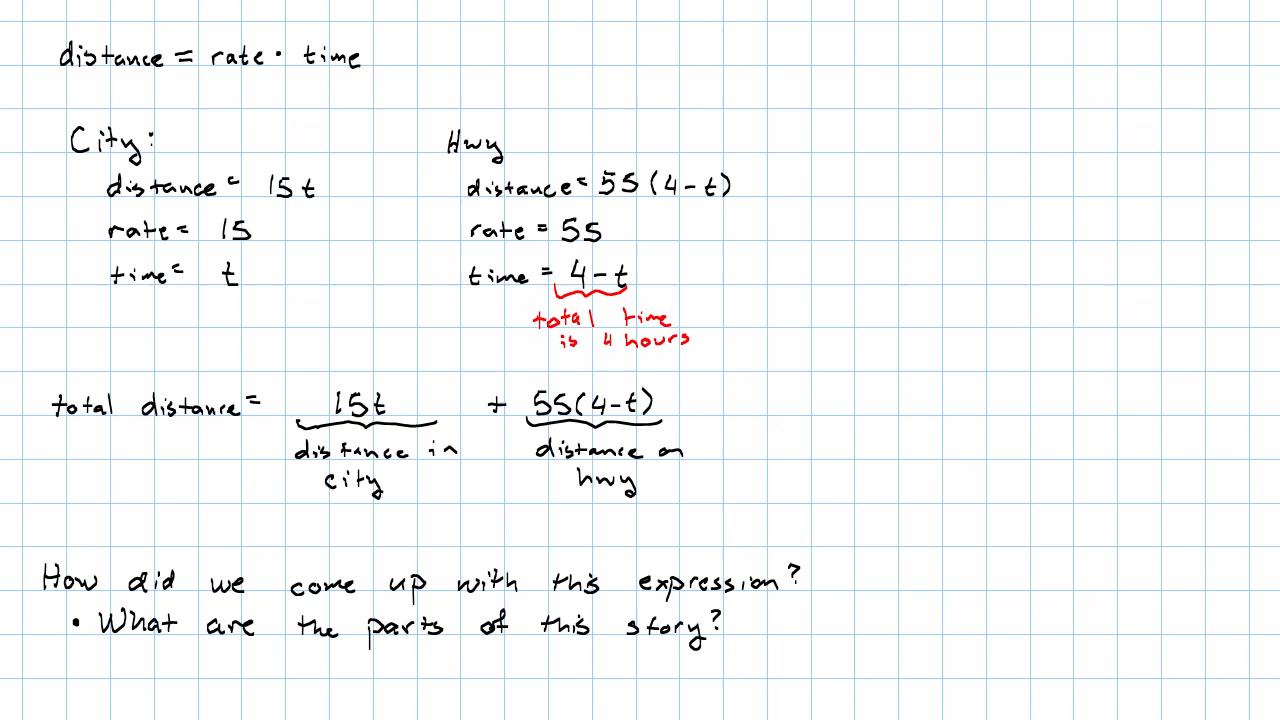 distance = rate · time
City:
distance = 15t
rate = 15
time = t
Hwy
distance = 55(4-t)
rate = 55
time = 4-t
total time
is 4 hours
total distance = 15t + 55(4-t)
distance in
city
distance on
hwy
How did we come up with this expression?
• What are the parts of this story?